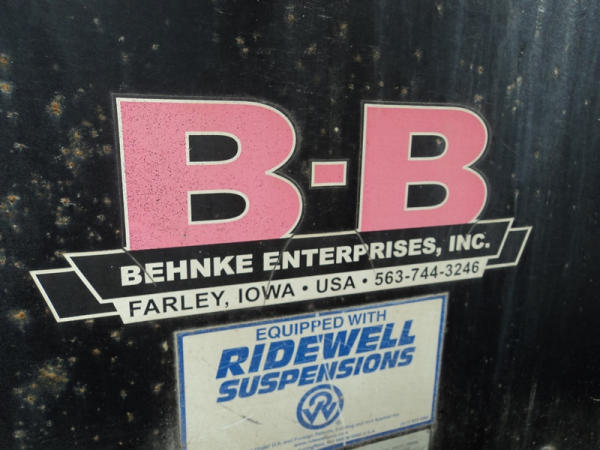 B-B
BEHNKE ENTERPRISES, INC.
FARLEY, IOWA • USA • 563-744-3246
EQUIPPED WITH
RIDEWELL
SUSPENSIONS